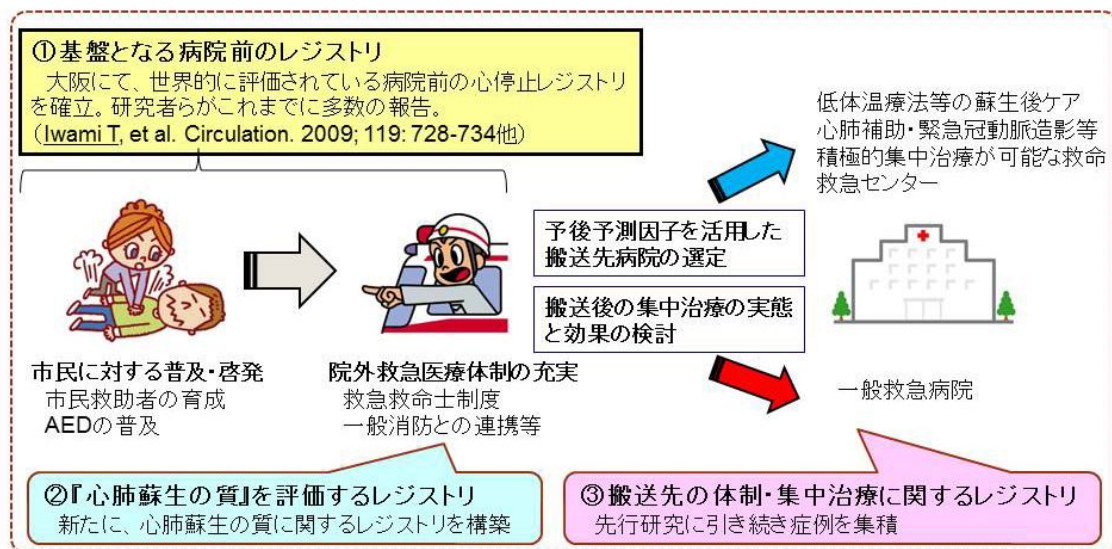 ①基盤となる病院前のレジストリ
大阪にて、世界的に評価されている病院前の心停止レジストリ
を確立。研究者らがこれまでに多数の報告。
(Iwami T, et al. Circulation. 2009; 119: 728-734他)
低体温療法等の蘇生後ケア
心肺補助・緊急冠動脈造影等
積極的集中治療が可能な救命
救急センター
予後予測因子を活用した
搬送先病院の選定
搬送後の集中治療の実態
と効果の検討
市民に対する普及・啓発
市民救助者の育成
AEDの普及
院外救急医療体制の充実
救急救命士制度
一般消防との連携等
一般救急病院
②『心肺蘇生の質』を評価するレジストリ
新たに、心肺蘇生の質に関するレジストリを構築
③搬送先の体制・集中治療に関するレジストリ
先行研究に引き続き症例を集積